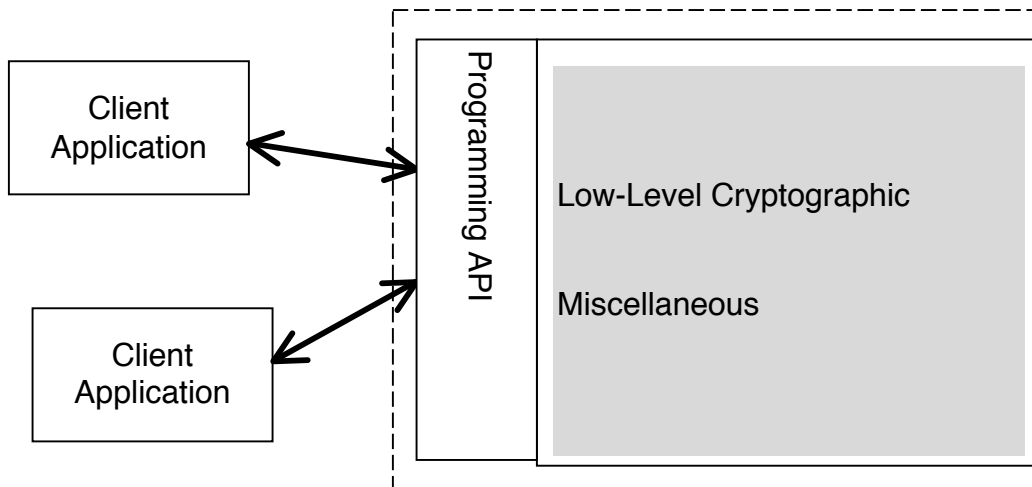 Client
Application
Client
Application
Programming API
Low-Level Cryptographic
Miscellaneous